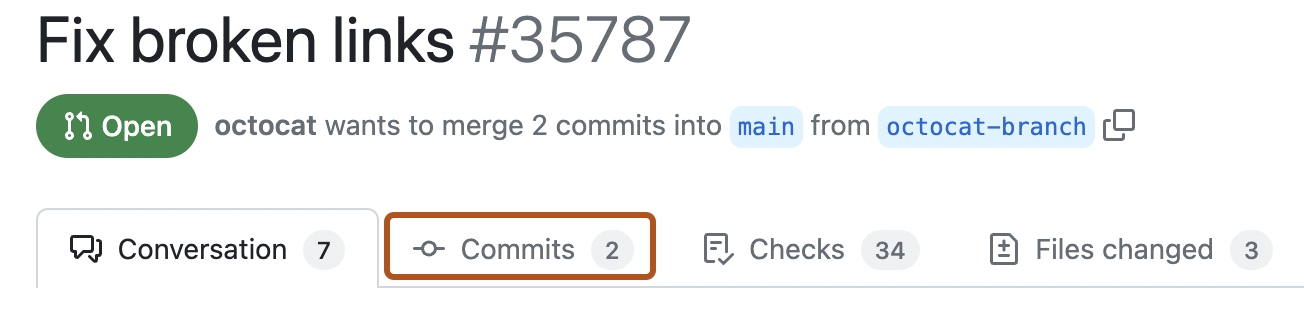 Fix broken links #35787
Open octocat wants to merge 2 commits into main from octocat-branch
Conversation 7 Commits 2 Checks 34 Files changed 3